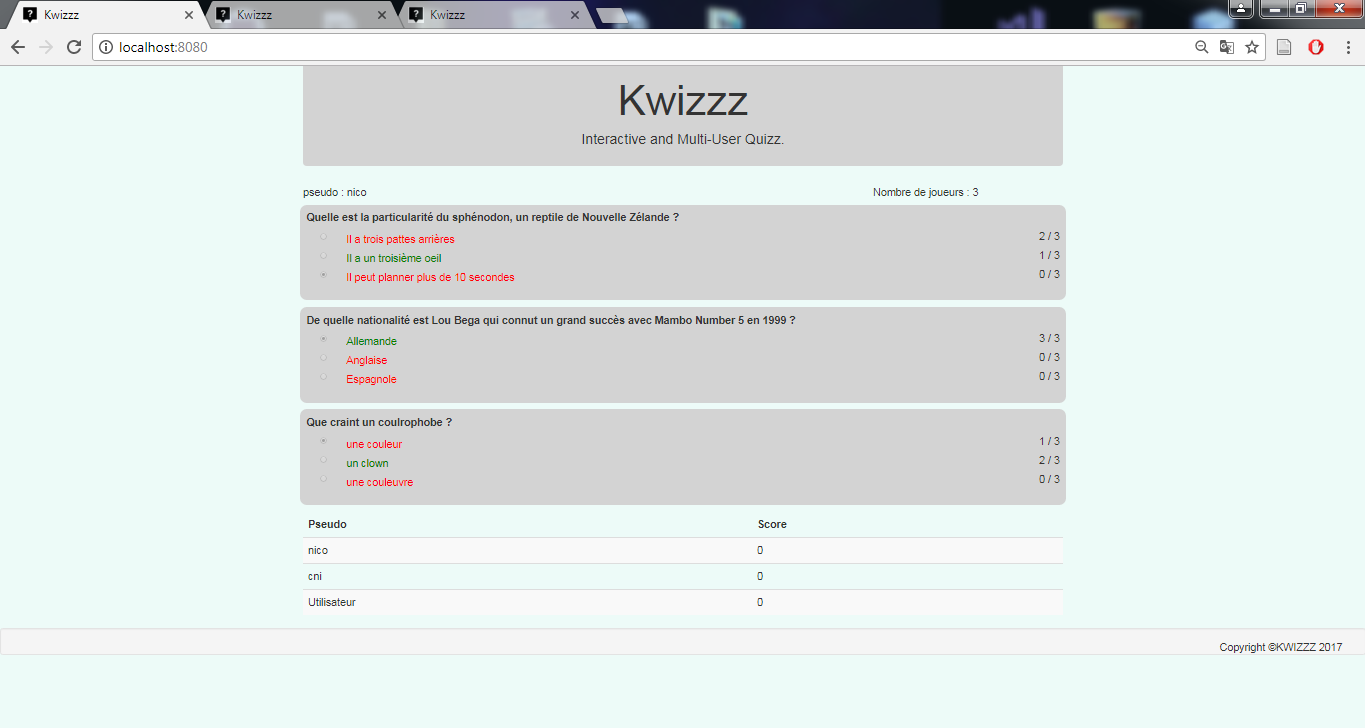 Kwizzz Kwizzz Kwizzz
localhost:8080
Kwizzz
Interactive and Multi-User Quizz.
pseudo : nico Nombre de joueurs : 3
Quelle est la particularité du sphénodon, un reptile de Nouvelle Zélande ?
Il a trois pattes arrières 2 / 3
Il a un troisième oeil 1 / 3
Il peut planner plus de 10 secondes 0 / 3
De quelle nationalité est Lou Bega qui connut un grand succès avec Mambo Number 5 en 1999 ?
Allemande 3 / 3
Anglaise 0 / 3
Espagnole 0 / 3
Que craint un coulrophobe ?
une couleur 1 / 3
un clown 2 / 3
une couleuvre 0 / 3
Pseudo Score
nico 0
cni 0
Utilisateur 0
Copyright ©KWIZZZ 2017